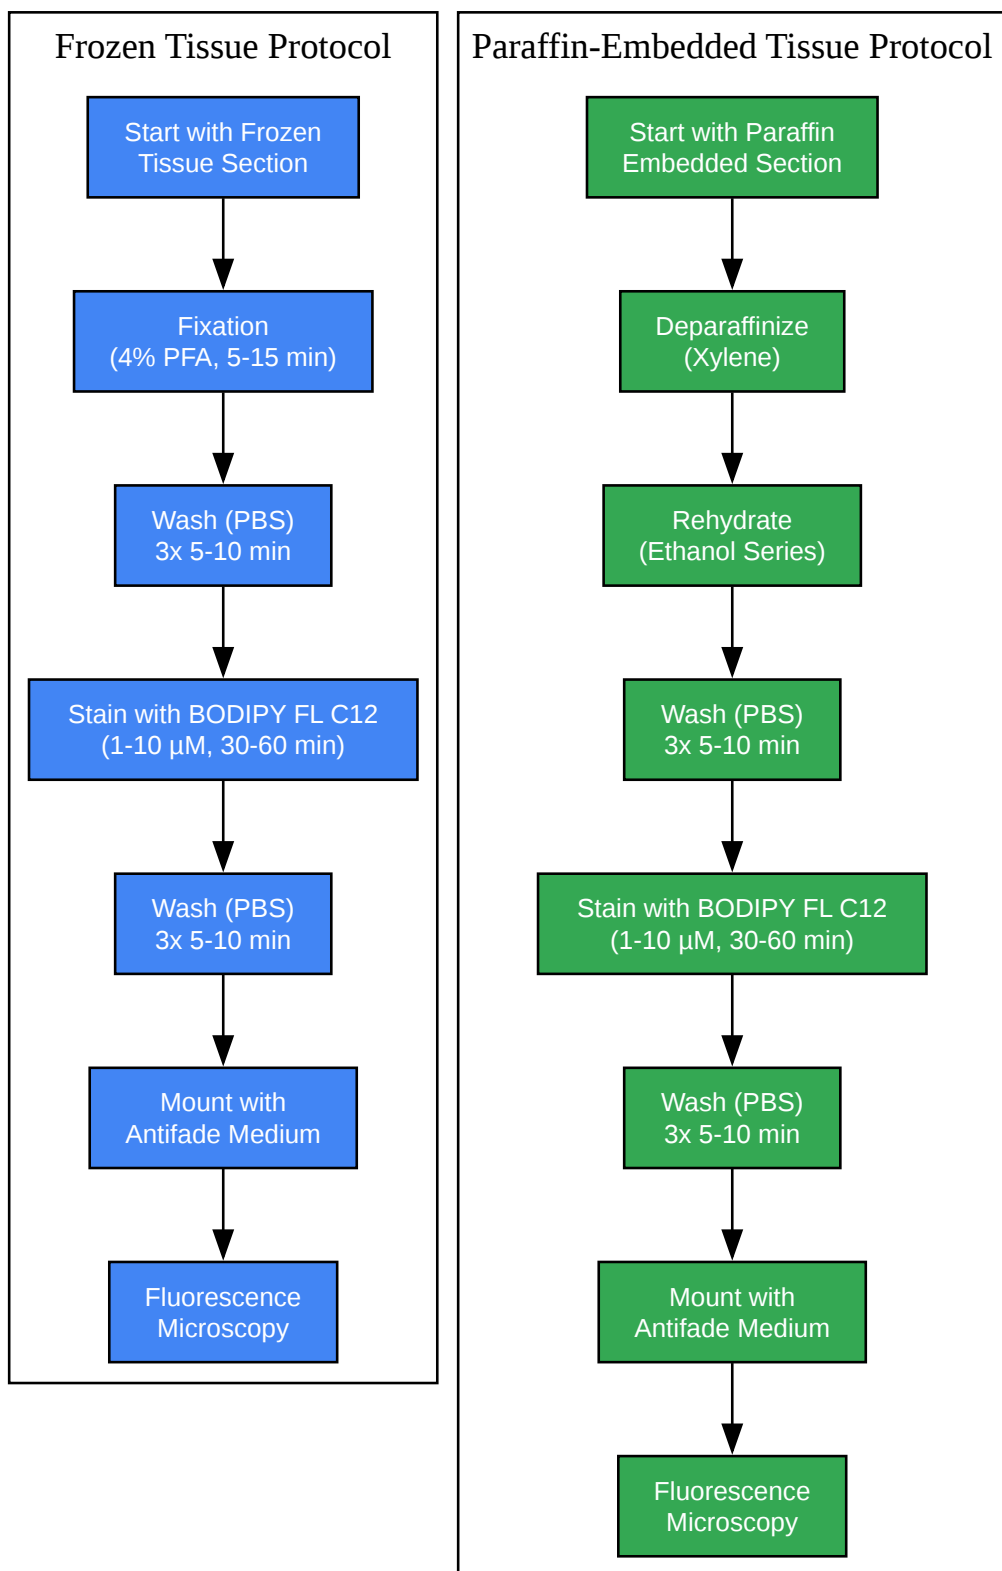 Frozen Tissue Protocol
Start with Frozen
Tissue Section
Fixation
(4% PFA, 5-15 min)
Wash (PBS)
3x 5-10 min
Stain with BODIPY FL C12
(1-10 µM, 30-60 min)
Wash (PBS)
3x 5-10 min
Mount with
Antifade Medium
Fluorescence
Microscopy
Paraffin-Embedded Tissue Protocol
Start with Paraffin
Embedded Section
Deparaffinize
(Xylene)
Rehydrate
(Ethanol Series)
Wash (PBS)
3x 5-10 min
Stain with BODIPY FL C12
(1-10 µM, 30-60 min)
Wash (PBS)
3x 5-10 min
Mount with
Antifade Medium
Fluorescence
Microscopy